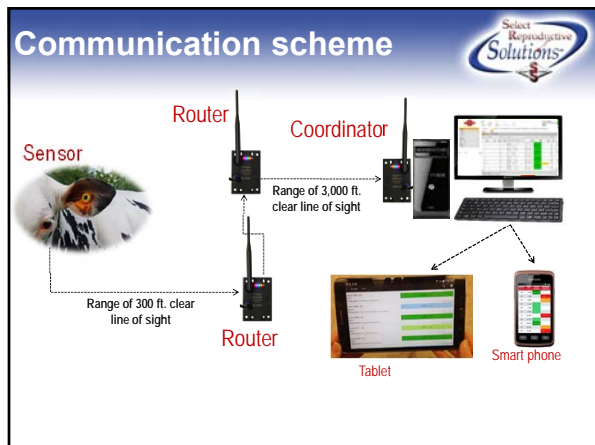 Communication scheme
Select
Reproductive
Solutions
Router
Coordinator
Sensor
Range of 3,000 ft.
clear line of sight
Range of 300 ft. clear
line of sight
Router
Tablet
Smart phone